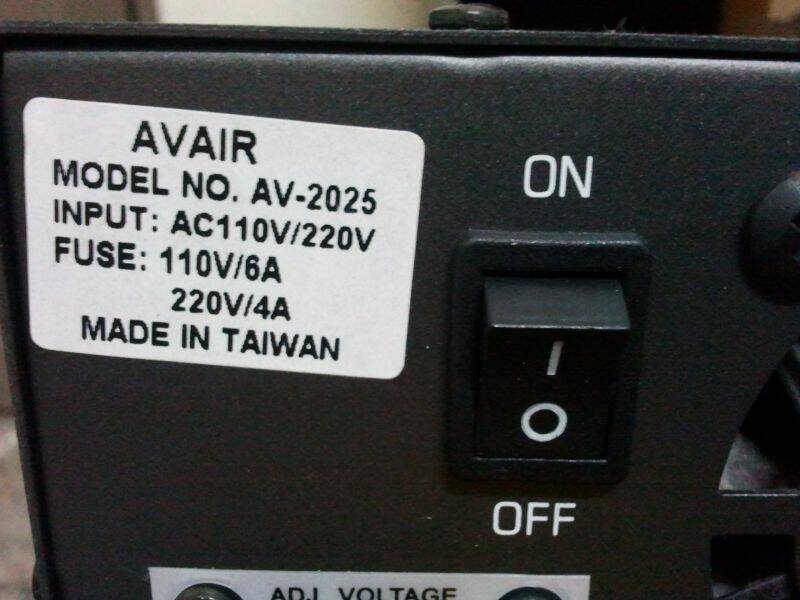 AVAIR
MODEL NO. AV-2025
INPUT: AC110V/220V
FUSE: 110V/6A
220V/4A
MADE IN TAIWAN
ON
I
O
OFF
ADJ. VOLTAGE